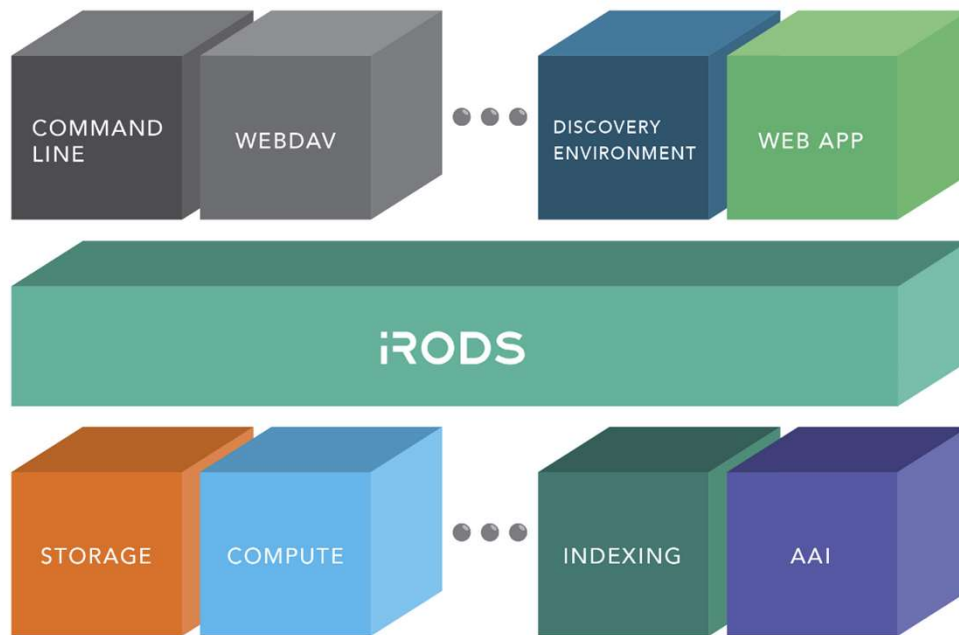 COMMAND
LINE
WEBDAV
DISCOVERY
ENVIRONMENT
WEB APP
iRODS
STORAGE
COMPUTE
INDEXING
AAI